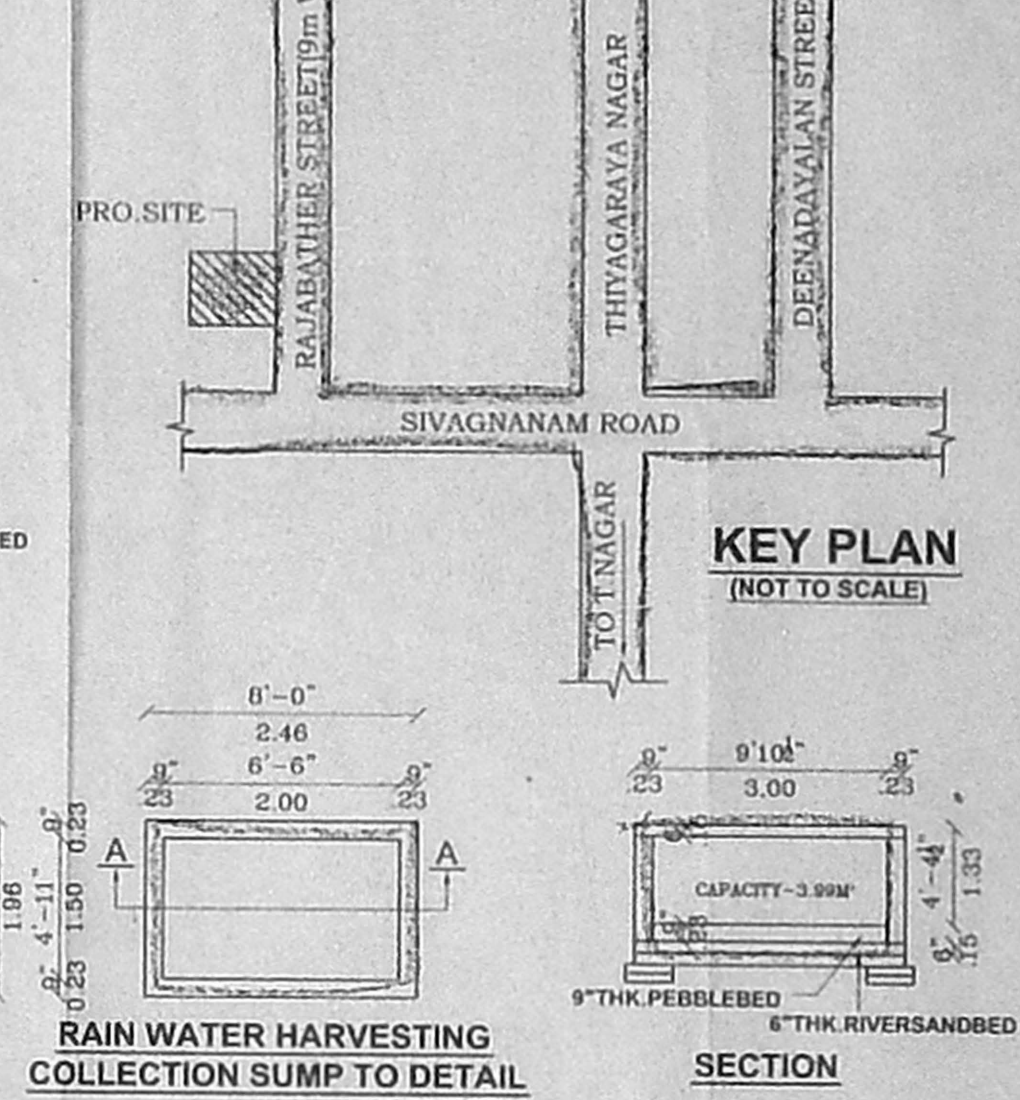 RAJABATHER STREET(9m
THIYAGARAYA NAGAR
DEENADAYALAN STREE
PRO.SITE
SIVAGNANAM ROAD
TO T.NAGAR
ED
KEY PLAN
(NOT TO SCALE)
8'-0"
2.46
9" 6'-6" 9"
.23 2.00 .23
A A
9" 4'-11" 9"
0.23 1.50 0.23
1.96
RAIN WATER HARVESTING
COLLECTION SUMP TO DETAIL
9" 9'10½" 9"
.23 3.00 .23
CAPACITY-3.99M³
4'-4½"
1.33
6"
.15
9"THK.PEBBLEBED
6"THK.RIVERSANDBED
SECTION